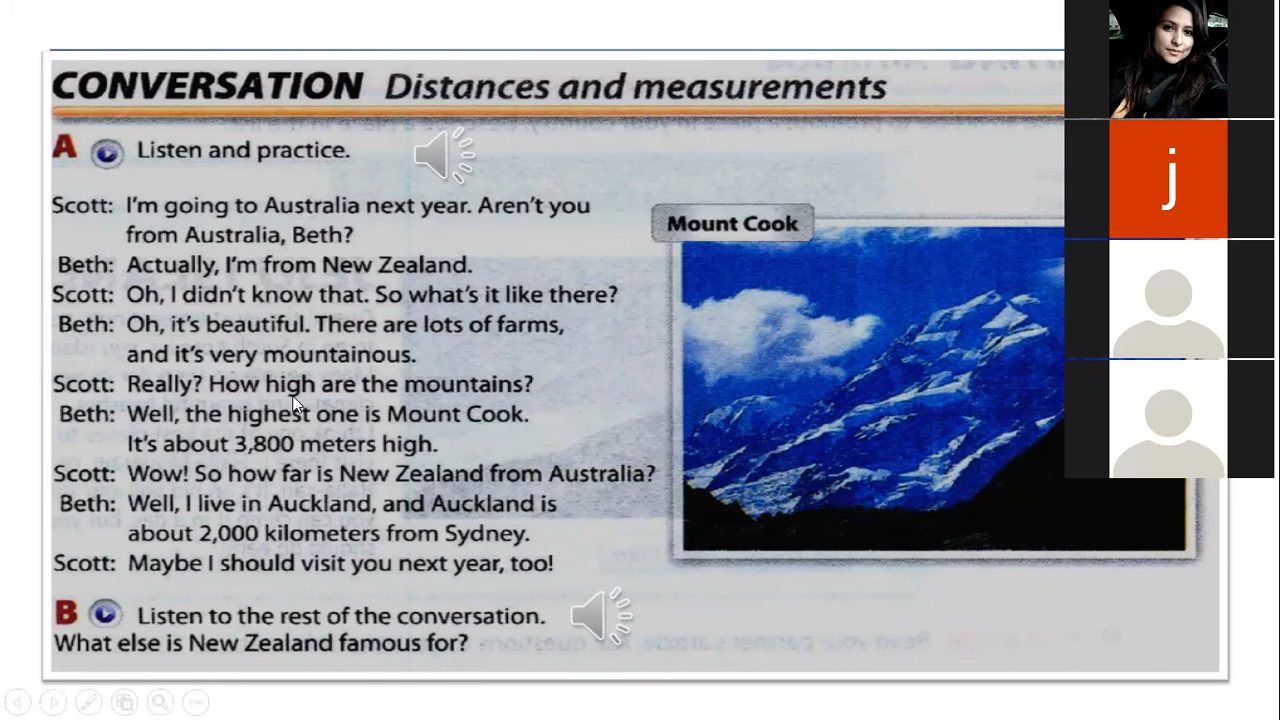 CONVERSATION Distances and measurements
A Listen and practice.
Scott: I'm going to Australia next year. Aren't you
from Australia, Beth?
Beth: Actually, I'm from New Zealand.
Scott: Oh, I didn't know that. So what's it like there?
Beth: Oh, it's beautiful. There are lots of farms,
and it's very mountainous.
Scott: Really? How high are the mountains?
Beth: Well, the highest one is Mount Cook.
It's about 3,800 meters high.
Scott: Wow! So how far is New Zealand from Australia?
Beth: Well, I live in Auckland, and Auckland is
about 2,000 kilometers from Sydney.
Scott: Maybe I should visit you next year, too!
Mount Cook
B Listen to the rest of the conversation.
What else is New Zealand famous for?
j